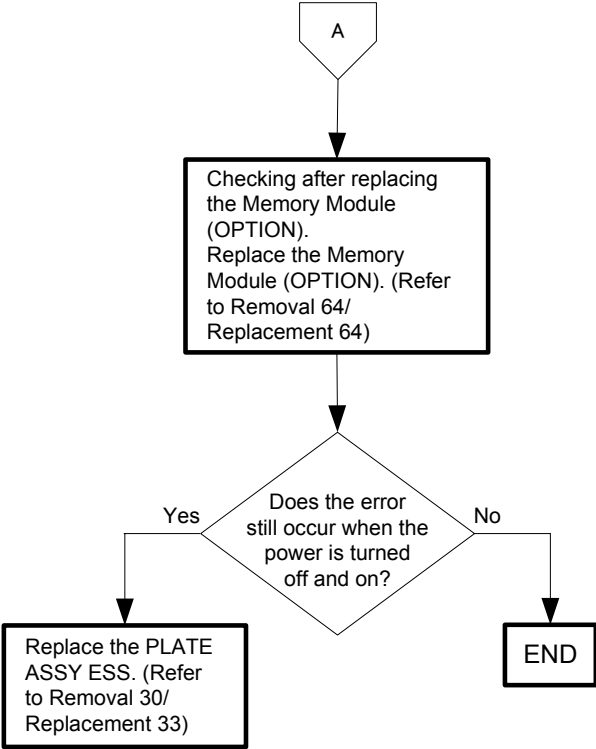 A
Checking after replacing
the Memory Module
(OPTION).
Replace the Memory
Module (OPTION). (Refer
to Removal 64/
Replacement 64)
Does the error
still occur when the
power is turned
off and on?
Yes
No
Replace the PLATE
ASSY ESS. (Refer
to Removal 30/
Replacement 33)
END